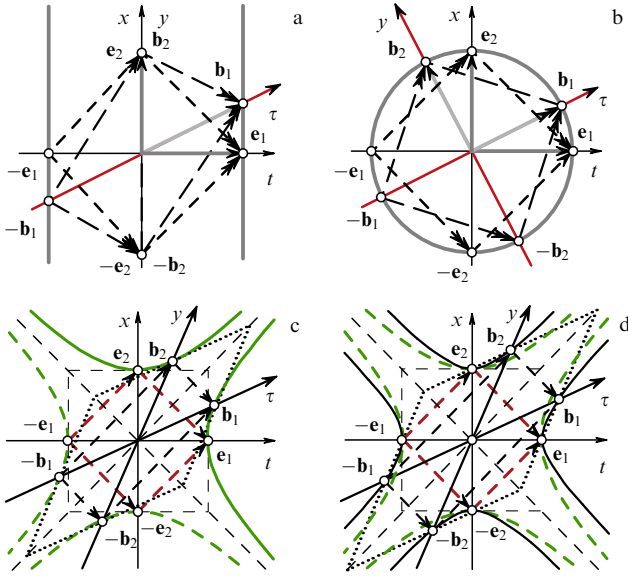 x y a
e₂ b₂
b₁
τ
e₁
−e₁ t
−b₁
−e₂ −b₂
y x b
b₂ e₂
b₁
τ
e₁
−e₁ t
−b₁
−b₂
−e₂
x y c
e₂ b₂
τ
b₁
−e₁
e₁
−b₁ t
−e₂
−b₂
x y d
e₂ b₂
τ
b₁
−e₁
e₁
−b₁ t
−b₂ −e₂